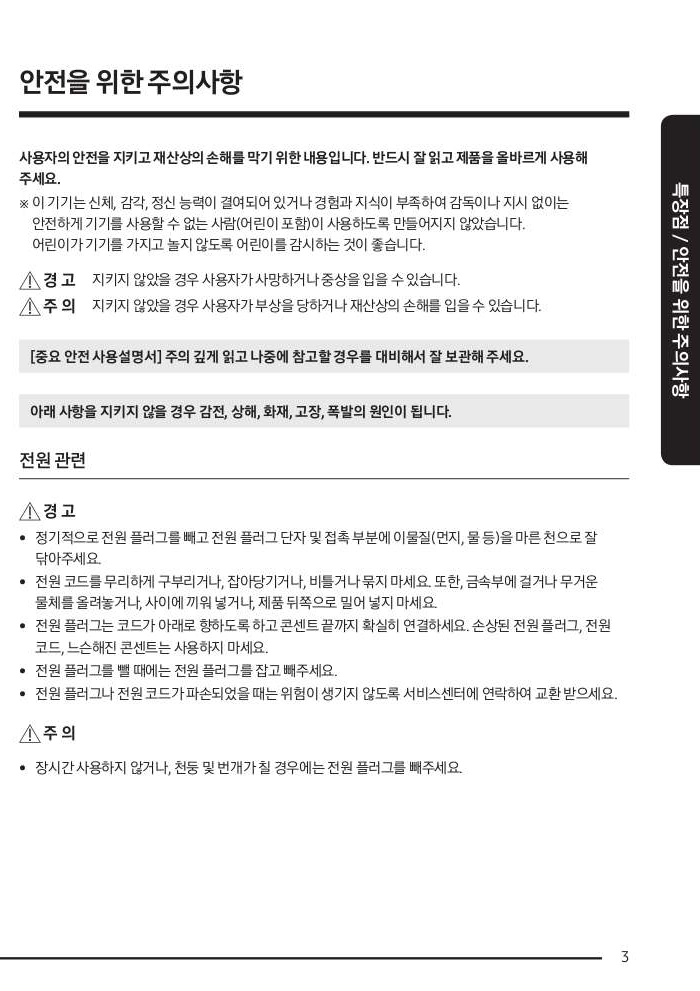 안전을 위한 주의사항
사용자의 안전을 지키고 재산상의 손해를 막기 위한 내용입니다. 반드시 잘 읽고 제품을 올바르게 사용해
주세요.
※ 이 기기는 신체, 감각, 정신 능력이 결여되어 있거나 경험과 지식이 부족하여 감독이나 지시 없이는
안전하게 기기를 사용할 수 없는 사람(어린이 포함)이 사용하도록 만들어지지 않았습니다.
어린이가 기기를 가지고 놀지 않도록 어린이를 감시하는 것이 좋습니다.
⚠ 경 고 지키지 않았을 경우 사용자가 사망하거나 중상을 입을 수 있습니다.
⚠ 주 의 지키지 않았을 경우 사용자가 부상을 당하거나 재산상의 손해를 입을 수 있습니다.
[중요 안전 사용설명서] 주의 깊게 읽고 나중에 참고할 경우를 대비해서 잘 보관해 주세요.
아래 사항을 지키지 않을 경우 감전, 상해, 화재, 고장, 폭발의 원인이 됩니다.
전원 관련
⚠ 경 고
• 정기적으로 전원 플러그를 빼고 전원 플러그 단자 및 접촉 부분에 이물질(먼지, 물 등)을 마른 천으로 잘
닦아주세요.
• 전원 코드를 무리하게 구부리거나, 잡아당기거나, 비틀거나 묶지 마세요. 또한, 금속부에 걸거나 무거운
물체를 올려놓거나, 사이에 끼워 넣거나, 제품 뒤쪽으로 밀어 넣지 마세요.
• 전원 플러그는 코드가 아래로 향하도록 하고 콘센트 끝까지 확실히 연결하세요. 손상된 전원 플러그, 전원
코드, 느슨해진 콘센트는 사용하지 마세요.
• 전원 플러그를 뺄 때에는 전원 플러그를 잡고 빼주세요.
• 전원 플러그나 전원 코드가 파손되었을 때는 위험이 생기지 않도록 서비스센터에 연락하여 교환 받으세요.
⚠ 주 의
• 장시간 사용하지 않거나, 천둥 및 번개가 칠 경우에는 전원 플러그를 빼주세요.
특장점 / 안전을 위한 주의사항
3